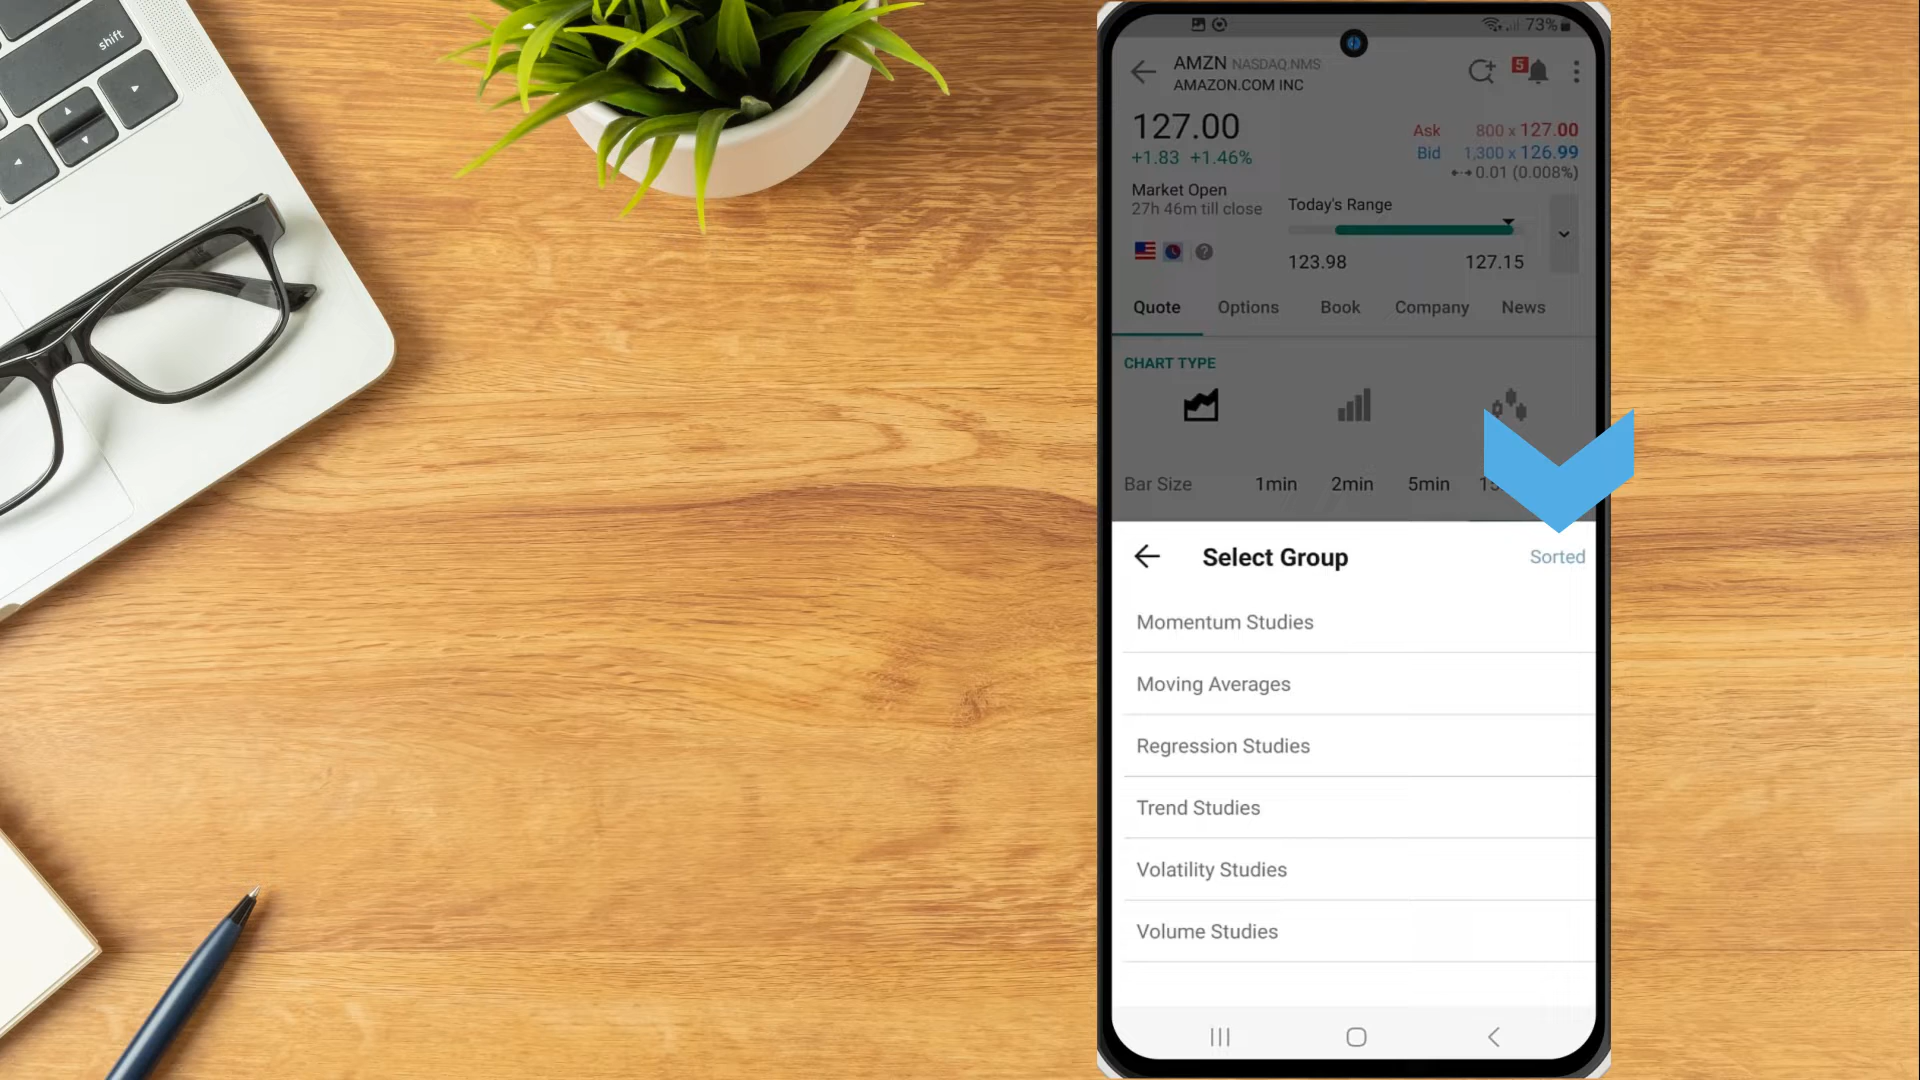 shift
73%
AMZN NASDAQ.NMS
AMAZON.COM INC
5
127.00
+1.83 +1.46%
Ask 800 x 127.00
Bid 1,300 x 126.99
0.01 (0.008%)
Market Open
27h 46m till close
Today's Range
123.98 127.15
Quote Options Book Company News
CHART TYPE
Bar Size 1min 2min 5min
Select Group Sorted
Momentum Studies
Moving Averages
Regression Studies
Trend Studies
Volatility Studies
Volume Studies